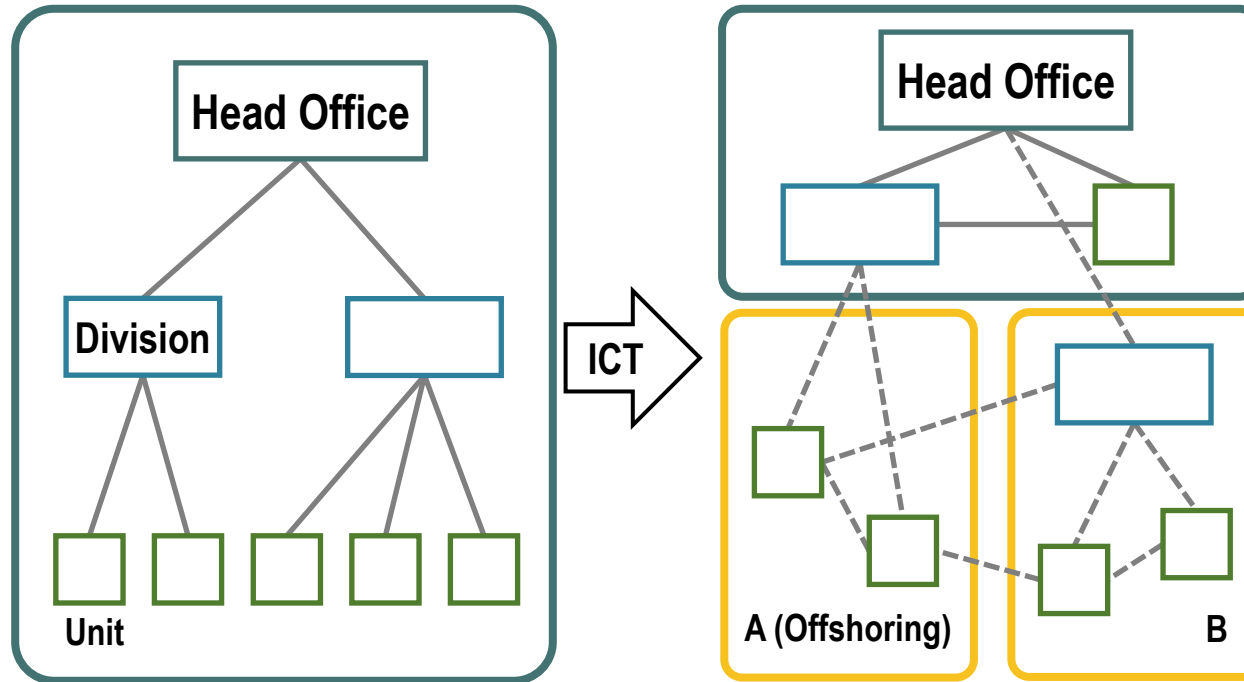 Head Office
Division
Unit
ICT
Head Office
A (Offshoring)
B